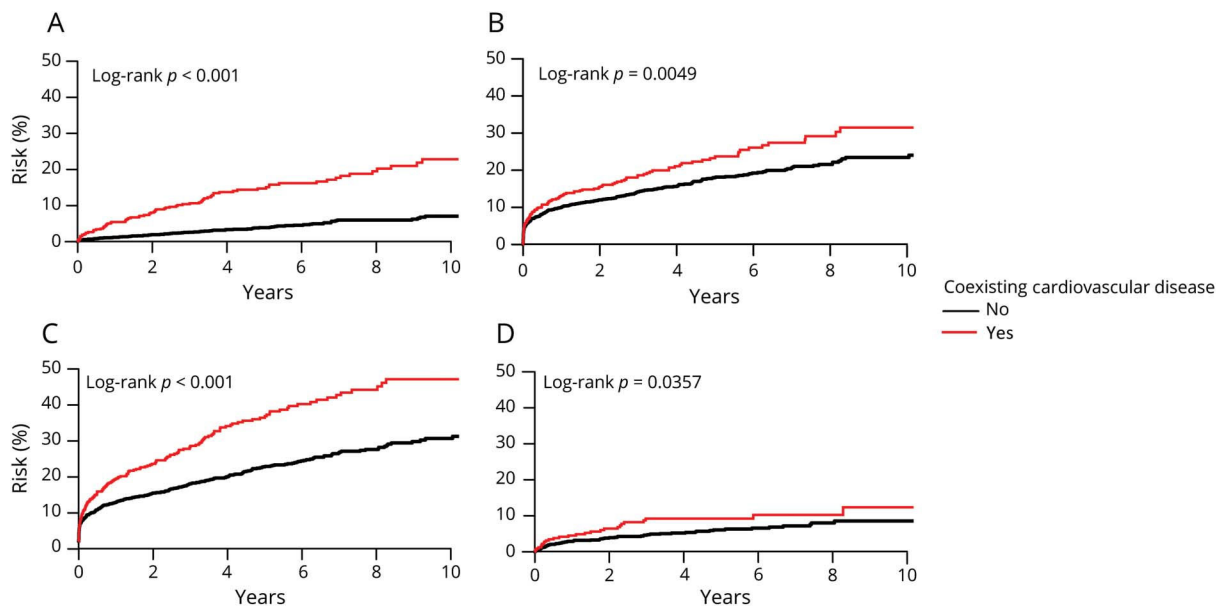 A
Log-rank p < 0.001
Risk (%)
50
40
30
20
10
0
0 2 4 6 8 10
Years
B
Log-rank p = 0.0049
50
40
30
20
10
0
0 2 4 6 8 10
Years
Coexisting cardiovascular disease
No
Yes
C
Log-rank p < 0.001
Risk (%)
50
40
30
20
10
0
0 2 4 6 8 10
Years
D
Log-rank p = 0.0357
50
40
30
20
10
0
0 2 4 6 8 10
Years